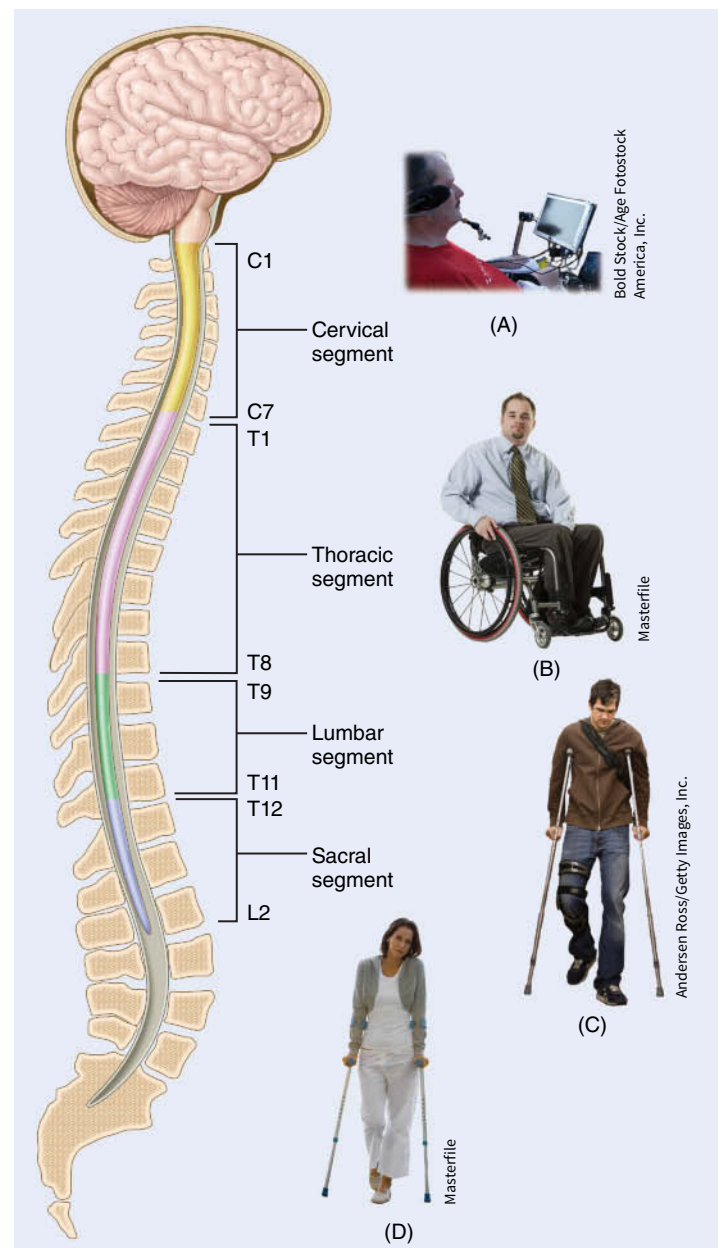 C1
Cervical
segment
C7
T1
Thoracic
segment
T8
T9
Lumbar
segment
T11
T12
Sacral
segment
L2
Bold Stock/Age Fotostock
America, Inc.
(A)
Masterfile
(B)
Andersen Ross/Getty Images, Inc.
(C)
Masterfile
(D)